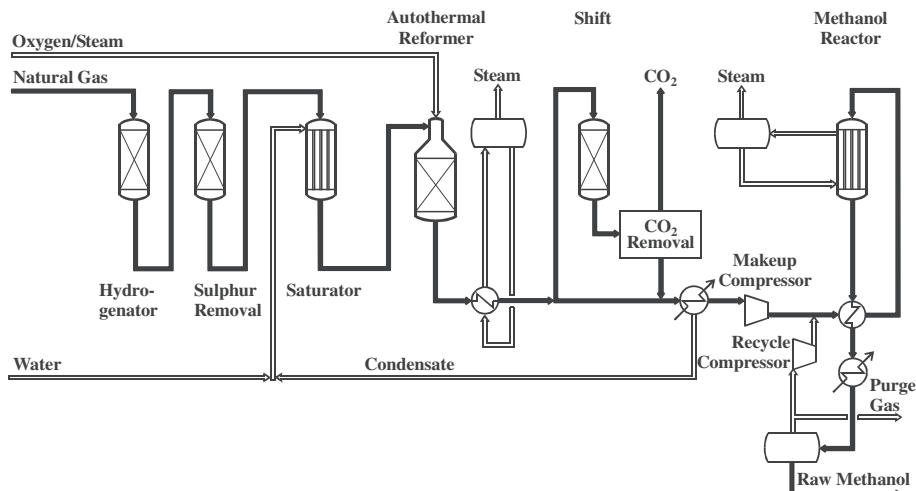 Autothermal
Reformer
Shift
Methanol
Reactor
Oxygen/Steam
Natural Gas
Steam
CO₂
Steam
CO₂
Removal
Makeup
Compressor
Hydro-
genator
Sulphur
Removal
Saturator
Recycle
Compressor
Water
Condensate
Purge
Gas
Raw Methanol